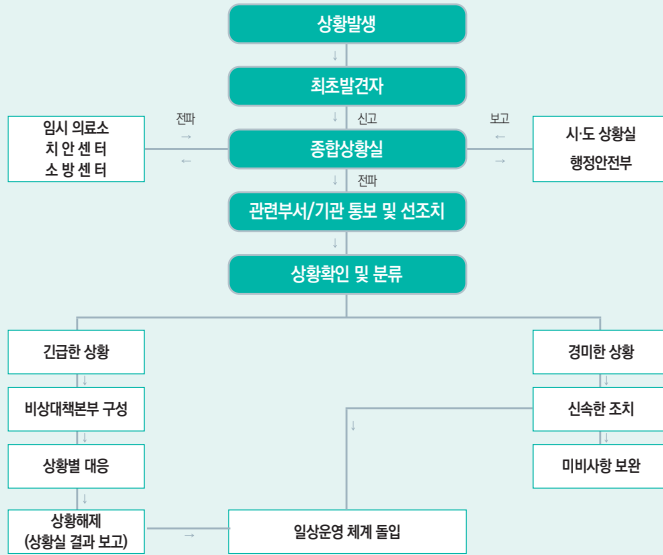 상황발생
↓
최초발견자
↓ 신고
임시 의료소
치 안 센 터
소 방 센 터
전파
→
←
종합상황실
보고
←
→
시·도 상황실
행정안전부
↓ 전파
관련부서/기관 통보 및 선조치
↓
상황확인 및 분류
긴급한 상황
↓
비상대책본부 구성
↓
상황별 대응
↓
상황해제
(상황실 결과 보고)
→
경미한 상황
↓
신속한 조치
↓
미비사항 보완
↓
일상운영 체계 돌입